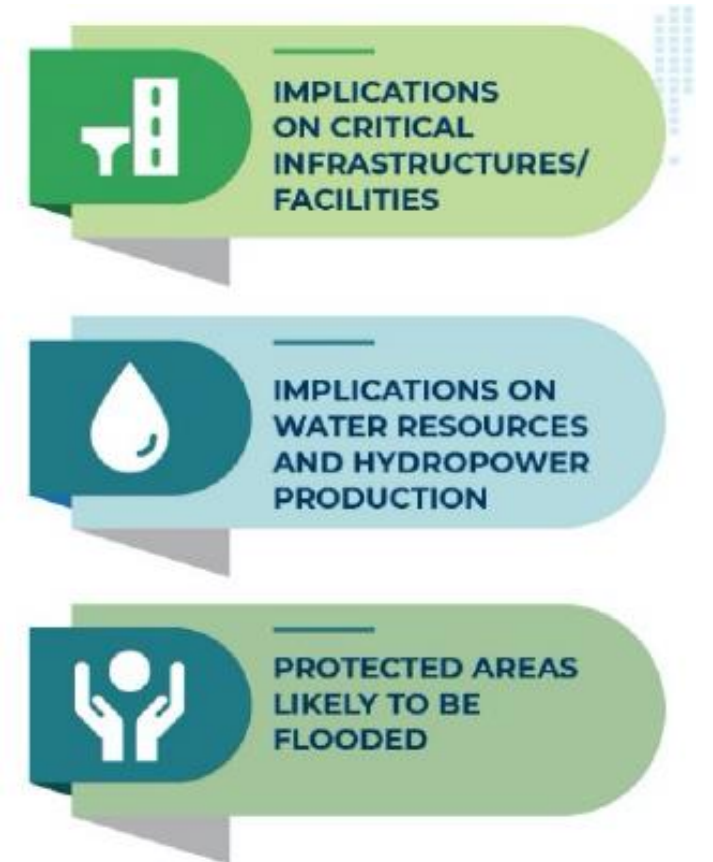 IMPLICATIONS
ON CRITICAL
INFRASTRUCTURES/
FACILITIES
IMPLICATIONS ON
WATER RESOURCES
AND HYDROPOWER
PRODUCTION
PROTECTED AREAS
LIKELY TO BE
FLOODED